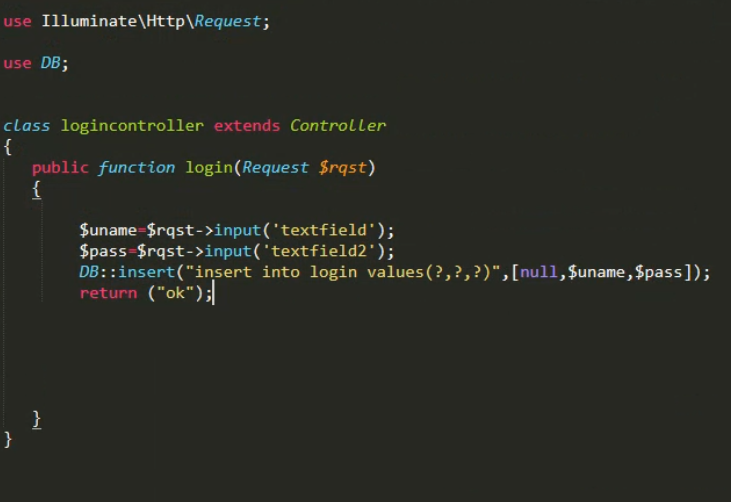 use Illuminate\Http\Request;
use DB;
class logincontroller extends Controller
{
public function login(Request $rqst)
{
$uname=$rqst->input('textfield');
$pass=$rqst->input('textfield2');
DB::insert("insert into login values(?,?,?)",[null,$uname,$pass]);
return ("ok");
}
}